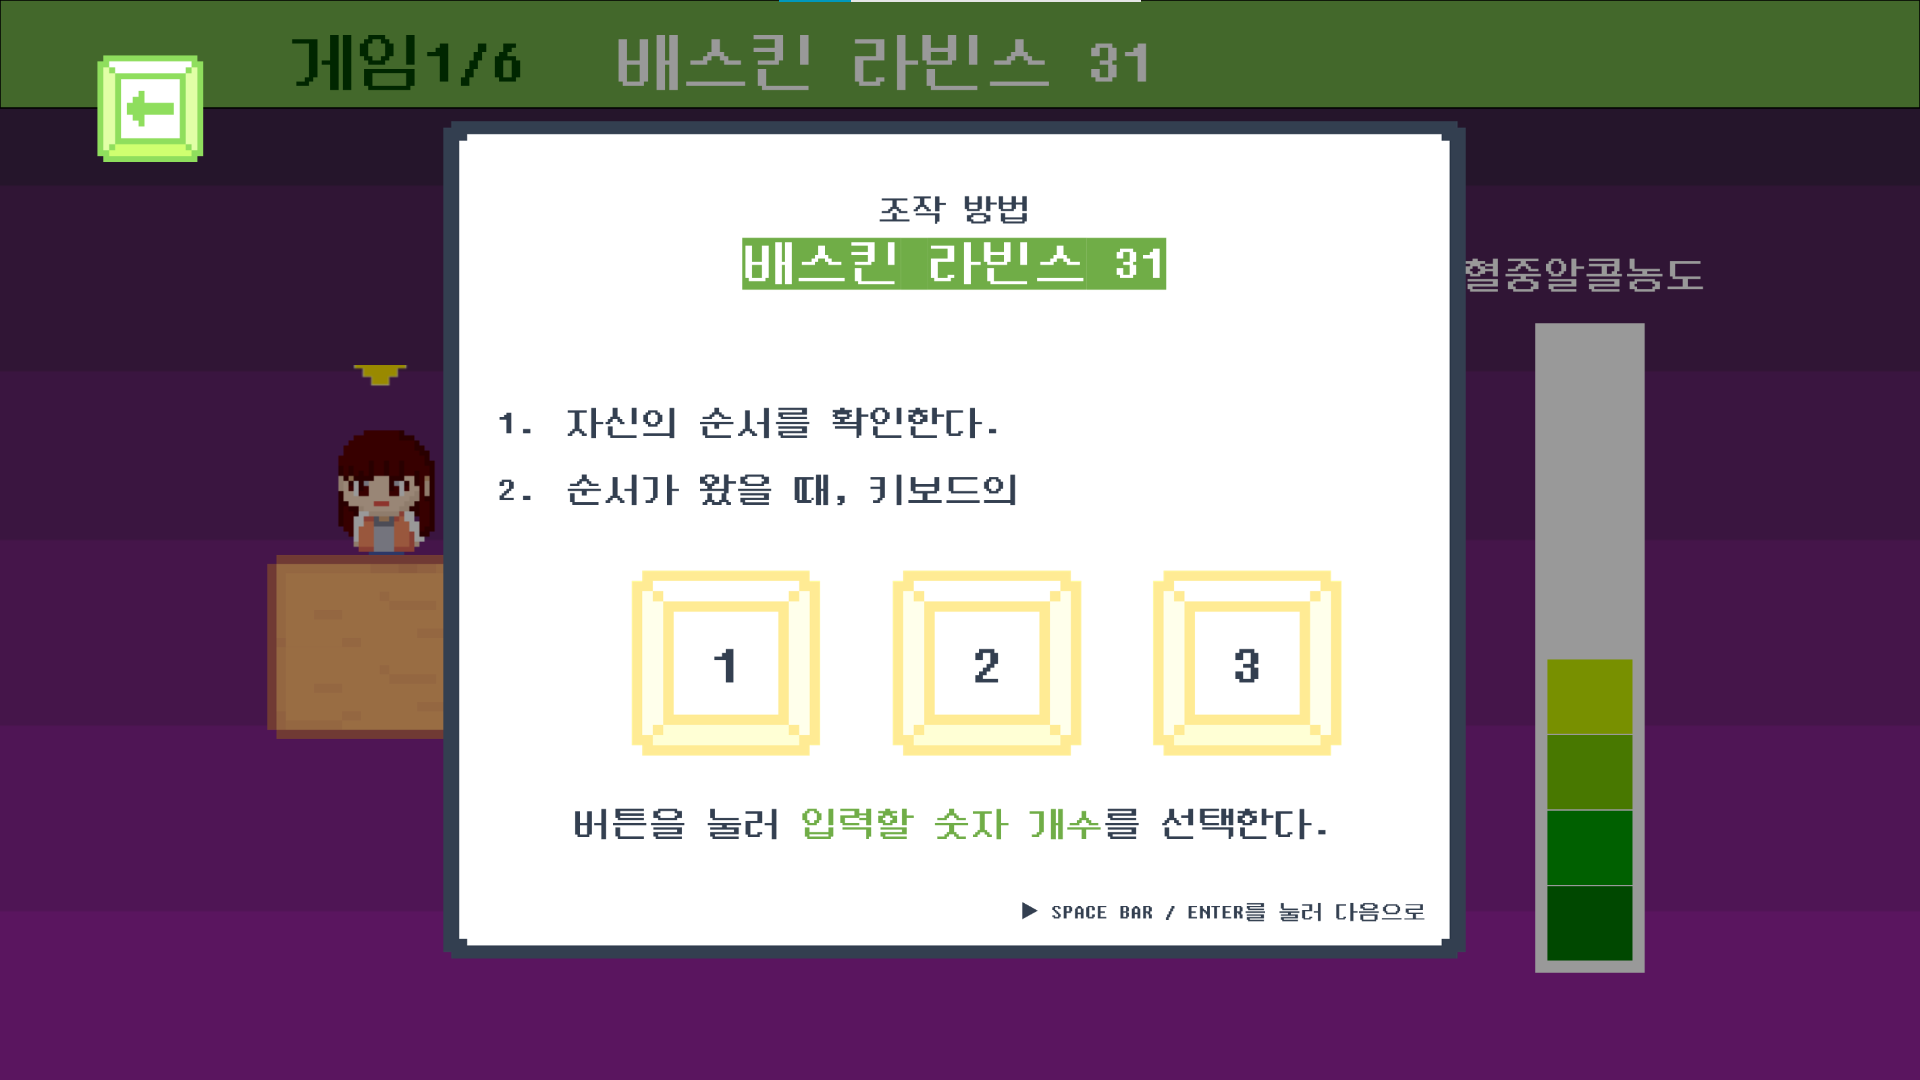 게임1/6 배스킨 라빈스 31
조작 방법
배스킨 라빈스 31
혈중알콜농도
1. 자신의 순서를 확인한다.
2. 순서가 왔을 때, 키보드의
1 2 3
버튼을 눌러 입력할 숫자 개수를 선택한다.
▶ SPACE BAR / ENTER를 눌러 다음으로